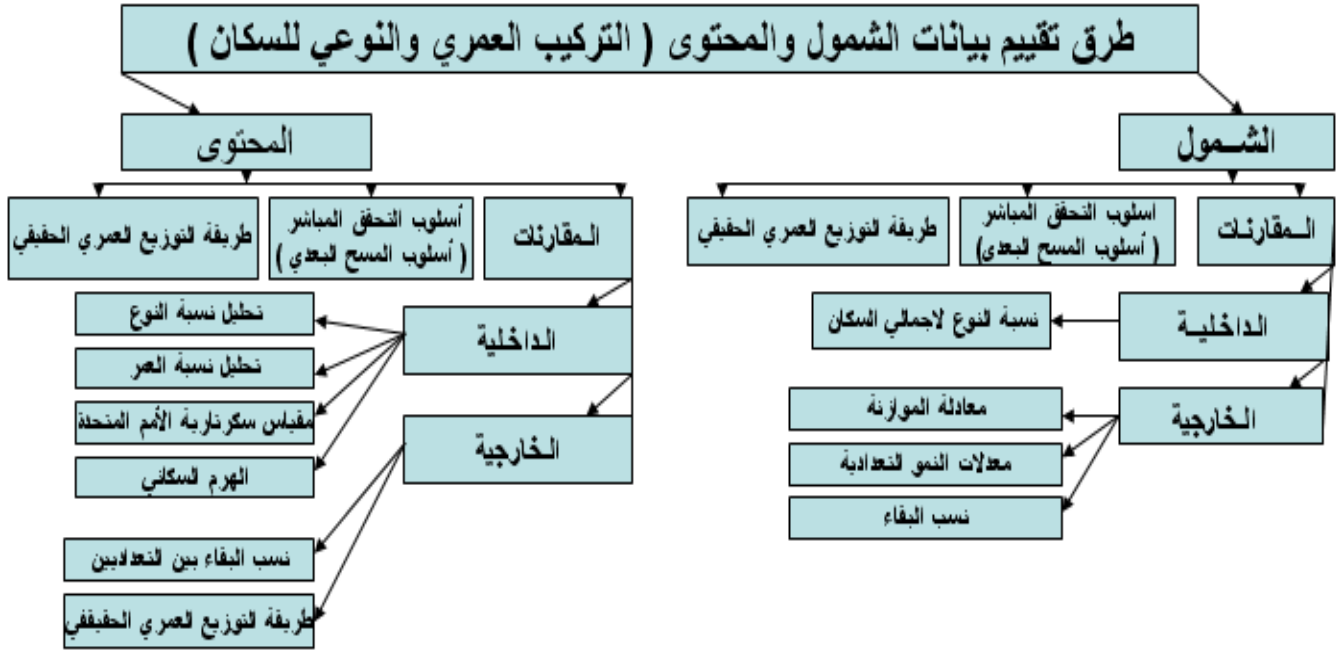 طرق تقييم بيانات الشمول والمحتوى ( التركيب العمري والنوعي للسكان )
الشــمول
المقارنات
اسلوب التحقق المباشر
( أسلوب المسح البعدى)
طريقة التوزيع العمري الحقيقي
الداخلية
نسبة النوع لاجمالي السكان
الخارجية
معادلة الموازنة
معدلات النمو التعدادية
نسب البقاء
المحتوى
المقارنات
أسلوب التحقق المباشر
( أسلوب المسح البعدي )
طريقة التوزيع العمري الحقيقي
الداخلية
تحليل نسبة النوع
تحليل نسبة العمر
مقياس سكرتارية الأمم المتحدة
الهرم السكاني
الخارجية
نسب البقاء بين التعدادين
طريقة التوزيع العمري الحقيقفي